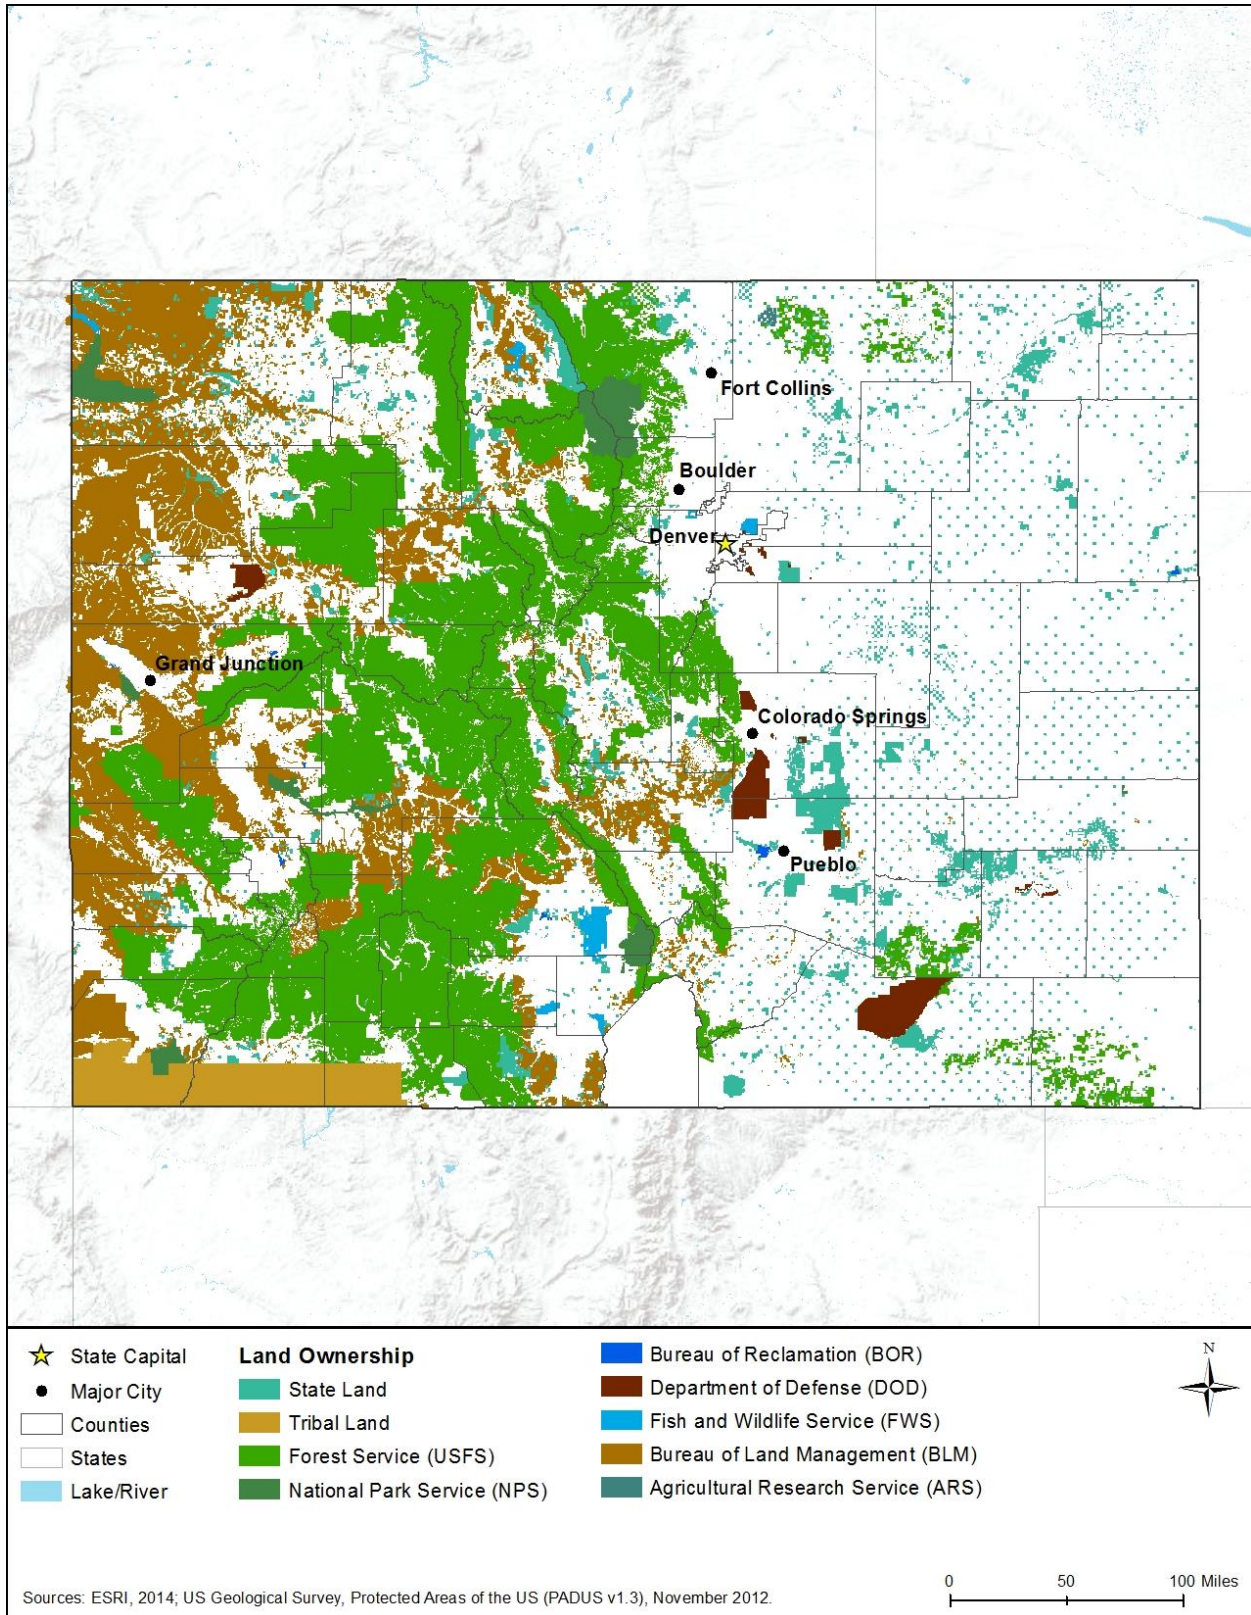 Fort Collins
Boulder
Denver
Grand Junction
Colorado Springs
Pueblo
State Capital
Major City
Counties
States
Lake/River
Land Ownership
State Land
Tribal Land
Forest Service (USFS)
National Park Service (NPS)
Bureau of Reclamation (BOR)
Department of Defense (DOD)
Fish and Wildlife Service (FWS)
Bureau of Land Management (BLM)
Agricultural Research Service (ARS)
N
0 50 100 Miles
Sources: ESRI, 2014; US Geological Survey, Protected Areas of the US (PADUS v1.3), November 2012.